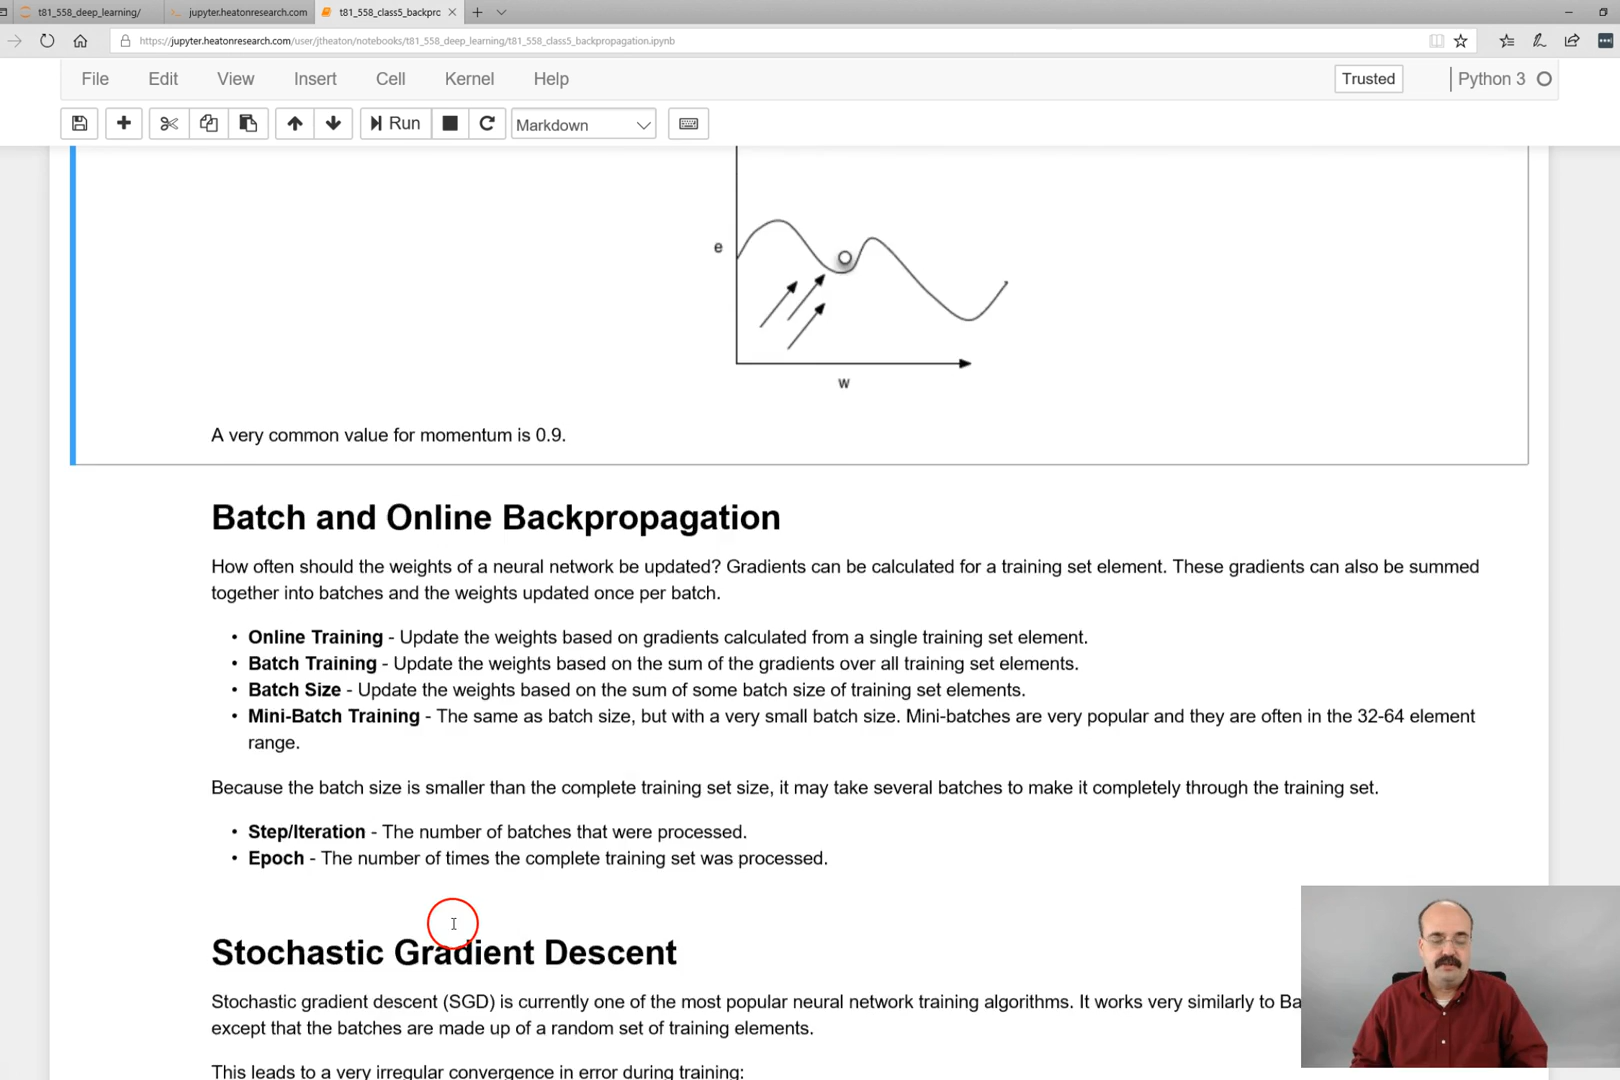 t81_558_deep_learning/
jupyter.heatonresearch.com
t81_558_class5_backprc
https://jupyter.heatonresearch.com/user/jtheaton/notebooks/t81_558_deep_learning/t81_558_class5_backpropagation.ipynb
File Edit View Insert Cell Kernel Help Trusted Python 3
Run Markdown
e
w
A very common value for momentum is 0.9.
Batch and Online Backpropagation
How often should the weights of a neural network be updated? Gradients can be calculated for a training set element. These gradients can also be summed
together into batches and the weights updated once per batch.
• Online Training - Update the weights based on gradients calculated from a single training set element.
• Batch Training - Update the weights based on the sum of the gradients over all training set elements.
• Batch Size - Update the weights based on the sum of some batch size of training set elements.
• Mini-Batch Training - The same as batch size, but with a very small batch size. Mini-batches are very popular and they are often in the 32-64 element
range.
Because the batch size is smaller than the complete training set size, it may take several batches to make it completely through the training set.
• Step/Iteration - The number of batches that were processed.
• Epoch - The number of times the complete training set was processed.
Stochastic Gradient Descent
Stochastic gradient descent (SGD) is currently one of the most popular neural network training algorithms. It works very similarly to Ba
except that the batches are made up of a random set of training elements.
This leads to a very irregular convergence in error during training: